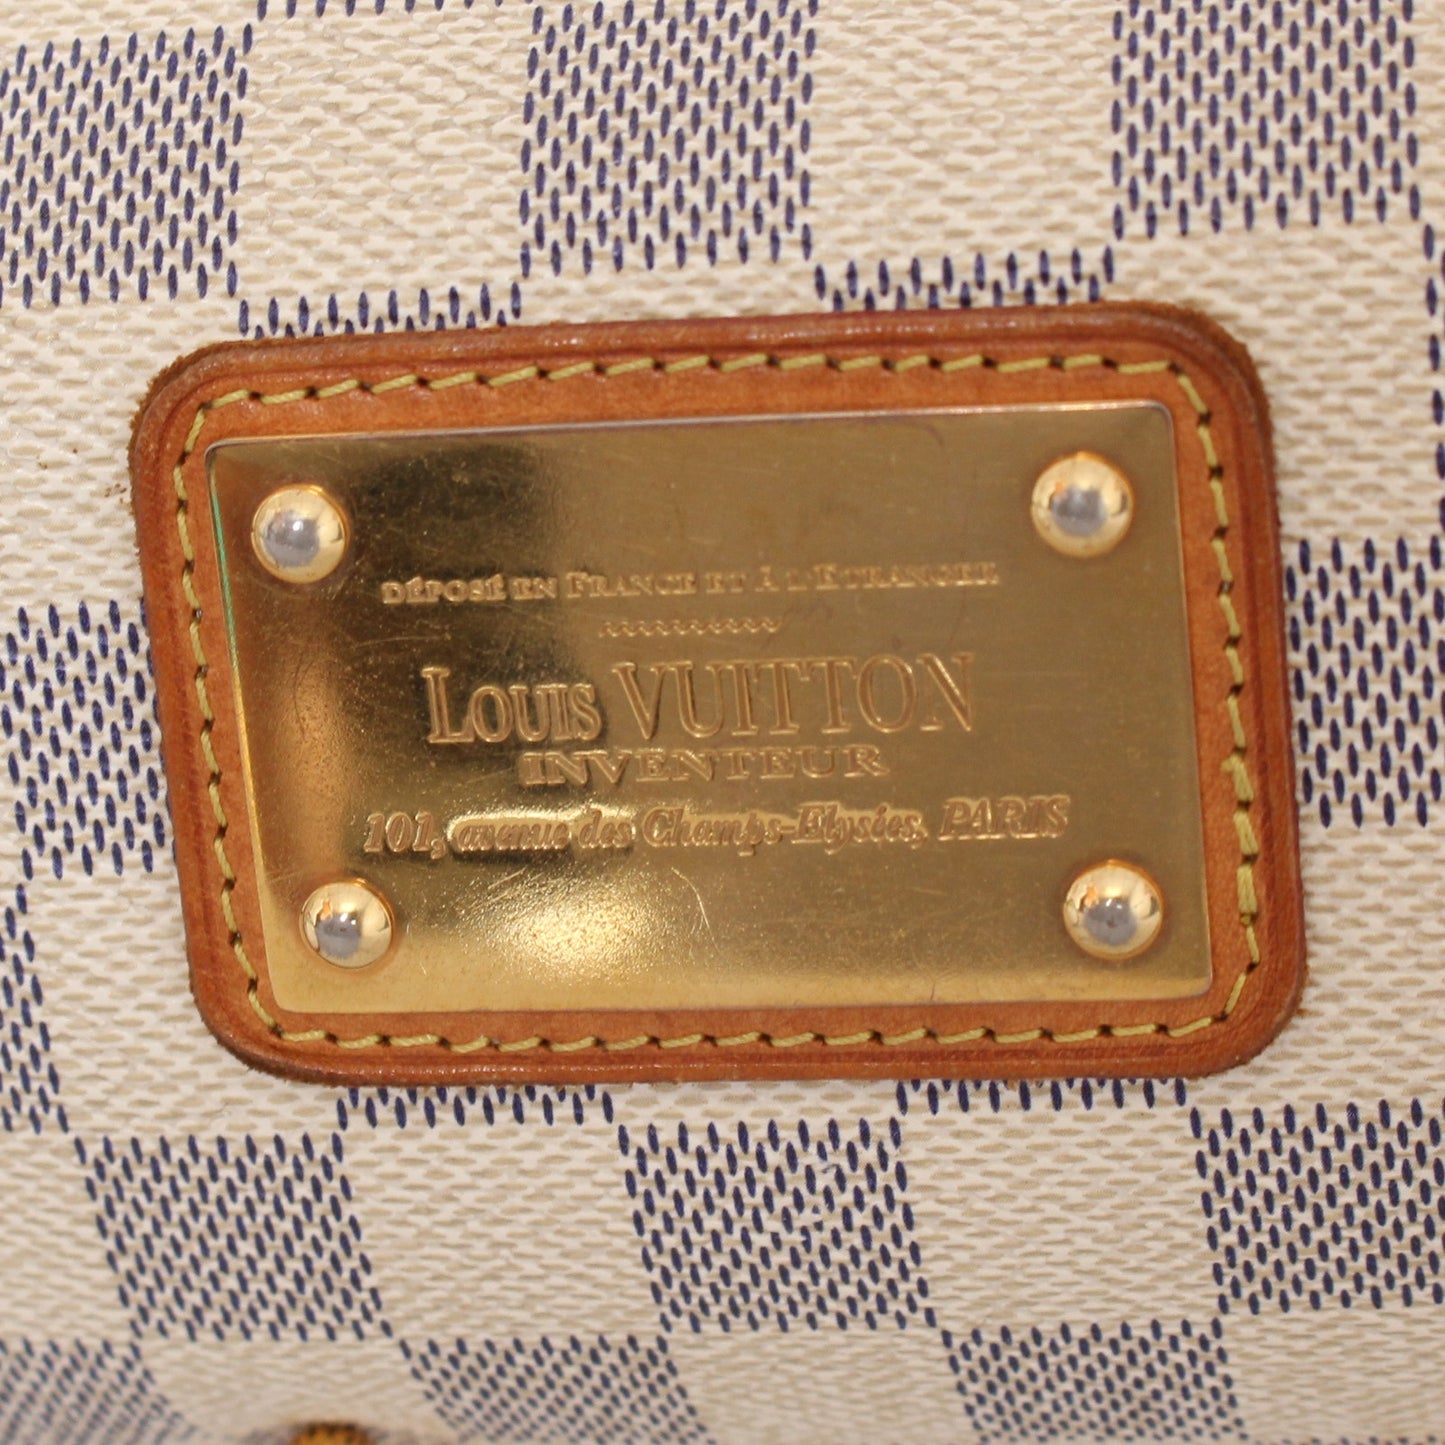 DÉPOSÉ EN FRANCE ET À L'ÉTRANGER
LOUIS VUITTON
INVENTEUR
101, avenue des Champs-Elysées, PARIS